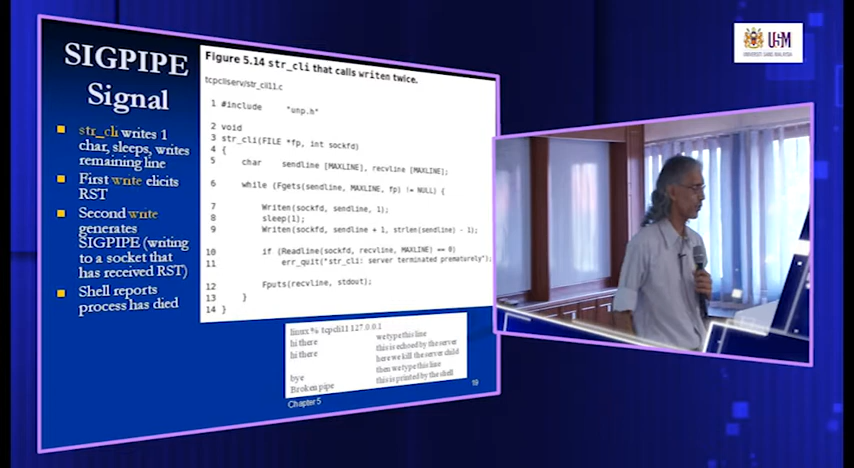 SIGPIPE
Signal
str_cli writes 1
char, sleeps, writes
remaining line
First write elicits
RST
Second write
generates
SIGPIPE (writing
to a socket that
has received RST)
Shell reports
process has died
Figure 5.14 str_cli that calls writen twice.
tcpcliserv/str_cli11.c
1 #include "unp.h"
2 void
3 str_cli(FILE *fp, int sockfd)
4 {
5 char sendline [MAXLINE], recvline [MAXLINE];
6 while (Fgets(sendline, MAXLINE, fp) != NULL) {
7 Writen(sockfd, sendline, 1);
8 sleep(1);
9 Writen(sockfd, sendline + 1, strlen(sendline) - 1);
10 if (Readline(sockfd, recvline, MAXLINE) == 0)
11 err_quit("str_cli: server terminated prematurely");
12 Fputs(recvline, stdout);
13 }
14 }
linux % tcpcli11 127.0.0.1
hi there we type this line
hi there this is echoed by the server
here we kill the server child
bye then we type this line
Broken pipe this is printed by the shell
Chapter 5
19
USM
UNIVERSITI SAINS MALAYSIA